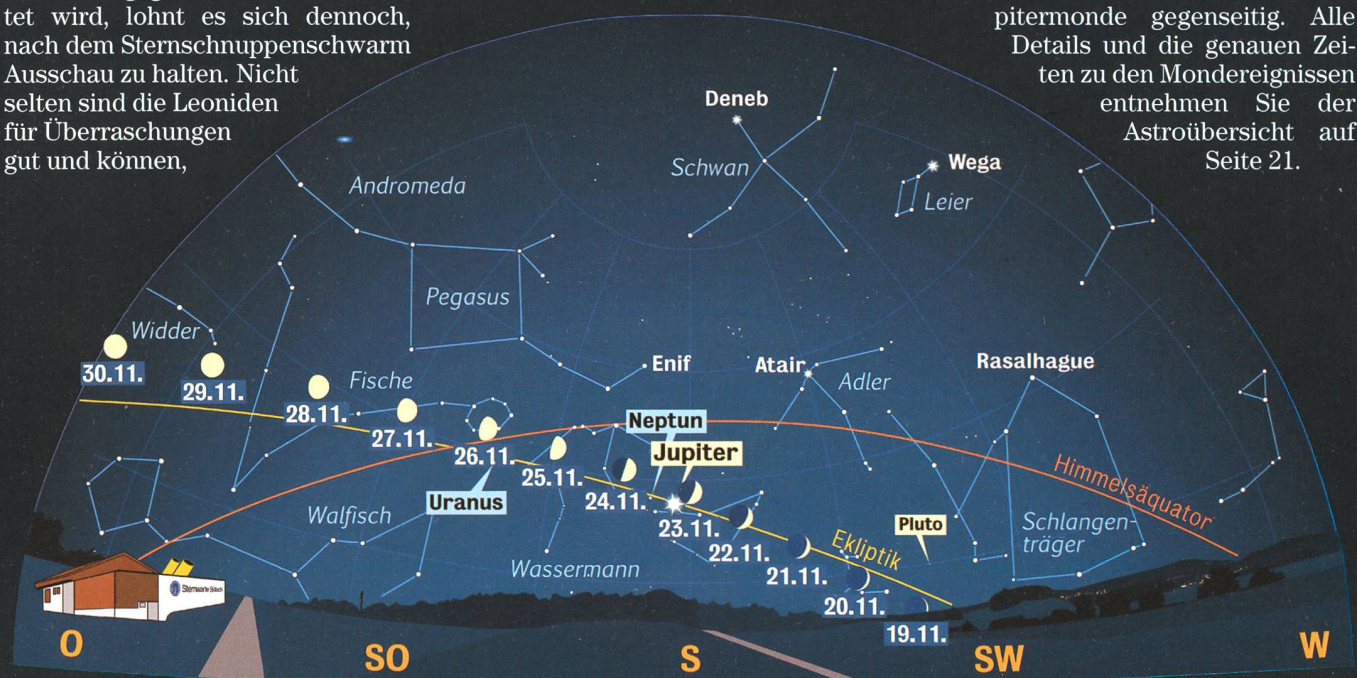 tet wird, lohnt es sich dennoch,
nach dem Sternschnuppenschwarm
Ausschau zu halten. Nicht
selten sind die Leoniden
für Überraschungen
gut und können,
pitermonde gegenseitig. Alle
Details und die genauen Zei-
ten zu den Mondereignissen
entnehmen Sie der
Astroübersicht auf
Seite 21.
Deneb
Schwan
Wega
Leier
Andromeda
Pegasus
Widder
30.11.
29.11.
28.11.
Fische
27.11.
26.11.
25.11.
24.11.
23.11.
22.11.
21.11.
20.11.
19.11.
Enif
Atair
Adler
Rasalhague
Neptun
Jupiter
Uranus
Pluto
Himmelsäquator
Ekliptik
Schlangen-
träger
Walfisch
Wassermann
Sternwarte Bülach
O
SO
S
SW
W